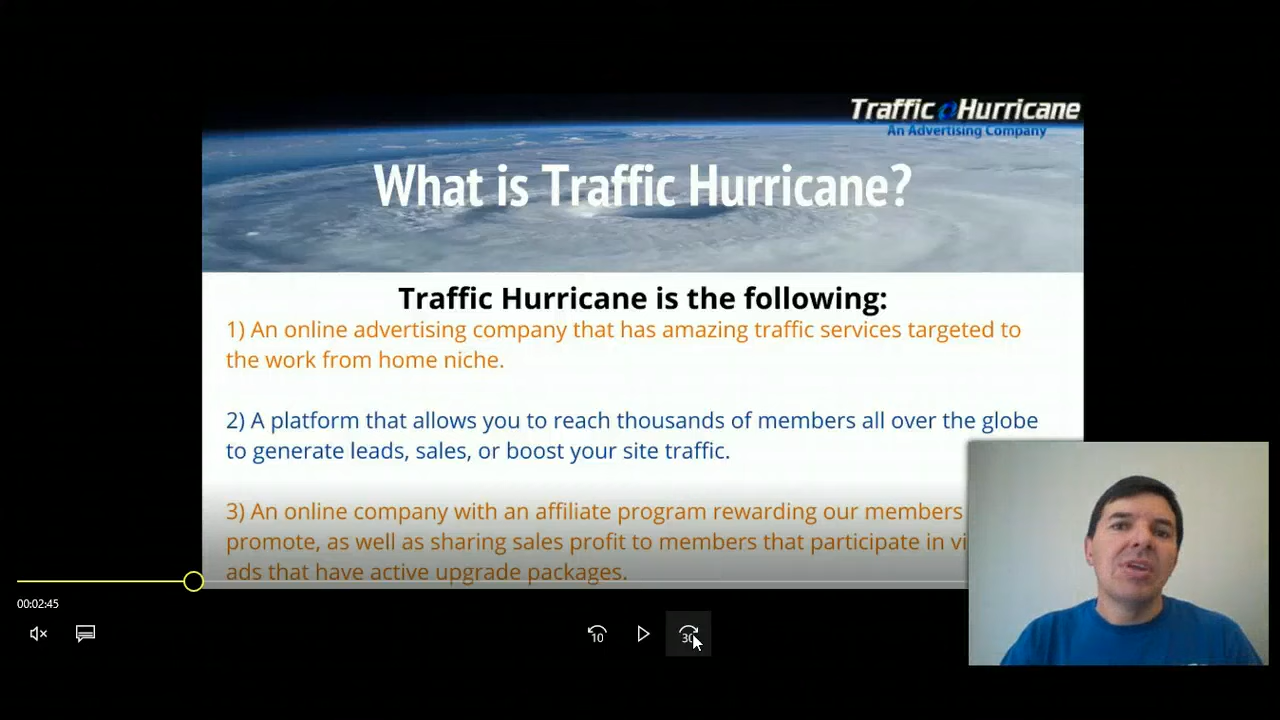 Traffic Hurricane
An Advertising Company
What is Traffic Hurricane?
Traffic Hurricane is the following:
1) An online advertising company that has amazing traffic services targeted to
the work from home niche.
2) A platform that allows you to reach thousands of members all over the globe
to generate leads, sales, or boost your site traffic.
3) An online company with an affiliate program rewarding our members
promote, as well as sharing sales profit to members that participate in
ads that have active upgrade packages.
00:02:45
10
30